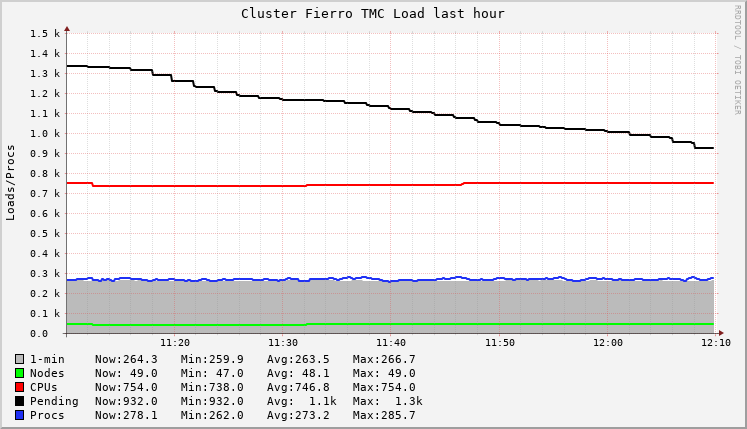 Cluster Fierro TMC Load last hour
RRDTOOL / TOBI OETIKER
Loads/Procs
1.5 k
1.4 k
1.3 k
1.2 k
1.1 k
1.0 k
0.9 k
0.8 k
0.7 k
0.6 k
0.5 k
0.4 k
0.3 k
0.2 k
0.1 k
0.0
11:20 11:30 11:40 11:50 12:00 12:10
1-min Now:264.3 Min:259.9 Avg:263.5 Max:266.7
Nodes Now: 49.0 Min: 47.0 Avg: 48.1 Max: 49.0
CPUs Now:754.0 Min:738.0 Avg:746.8 Max:754.0
Pending Now:932.0 Min:932.0 Avg: 1.1k Max: 1.3k
Procs Now:278.1 Min:262.0 Avg:273.2 Max:285.7